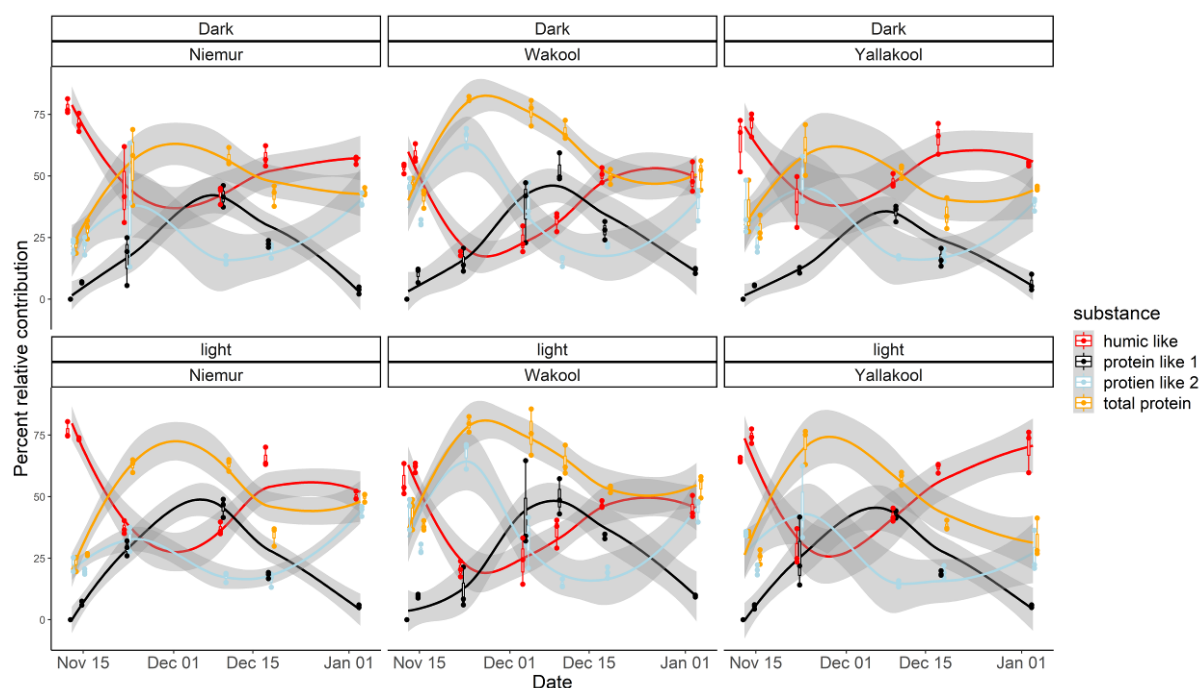 Dark Dark Dark
Niemur Wakool Yallakool
75
50
25
0
light light light
Niemur Wakool Yallakool
75
50
25
0
Percent relative contribution
Nov 15 Dec 01 Dec 15 Jan 01 Nov 15 Dec 01 Dec 15 Jan 01 Nov 15 Dec 01 Dec 15 Jan 01
Date
substance
humic like
protein like 1
protien like 2
total protein